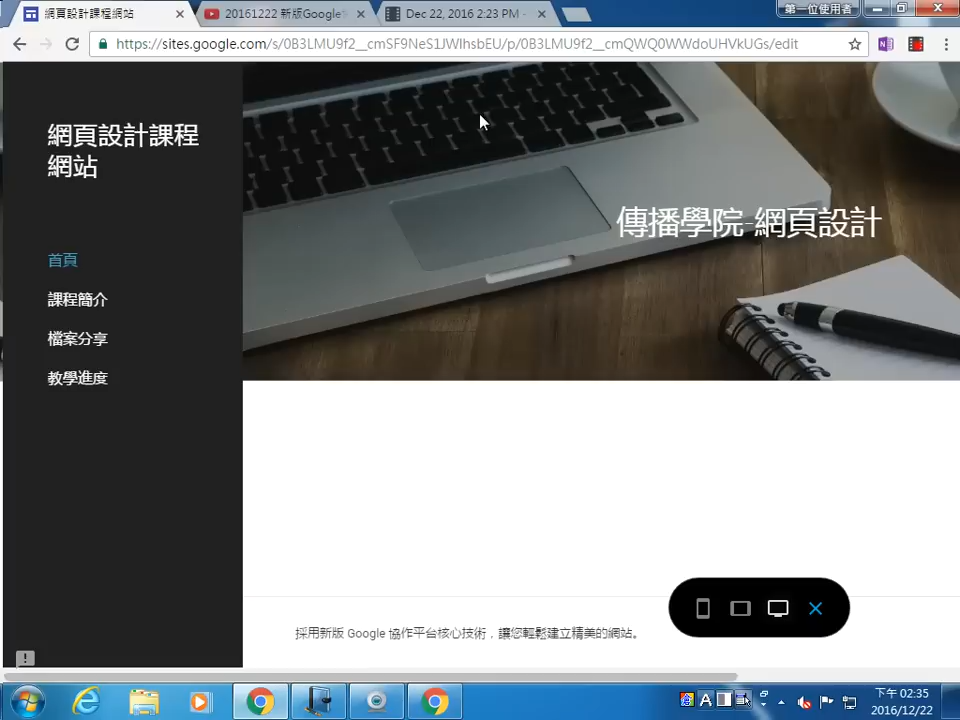 網頁設計課程網站
20161222 新版Google
Dec 22, 2016 2:23 PM -
第一位使用者
https://sites.google.com/s/0B3LMU9f2__cmSF9NeS1JWlhsbEU/p/0B3LMU9f2__cmQWQ0WWdoUHVkUGs/edit
網頁設計課程
網站
傳播學院-網頁設計
首頁
課程簡介
檔案分享
教學進度
採用新版 Google 協作平台核心技術，讓您輕鬆建立精美的網站。
下午 02:35
2016/12/22